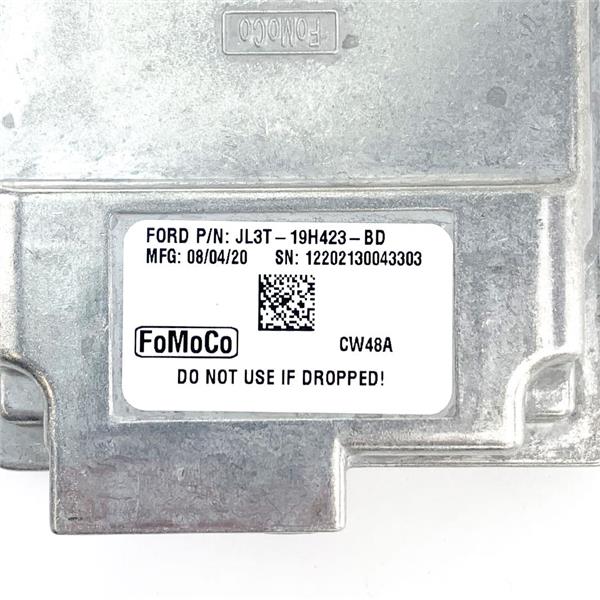 FoMoCo
FORD P/N: JL3T-19H423-BD
MFG: 08/04/20 SN: 12202130043303
FoMoCo CW48A
DO NOT USE IF DROPPED!